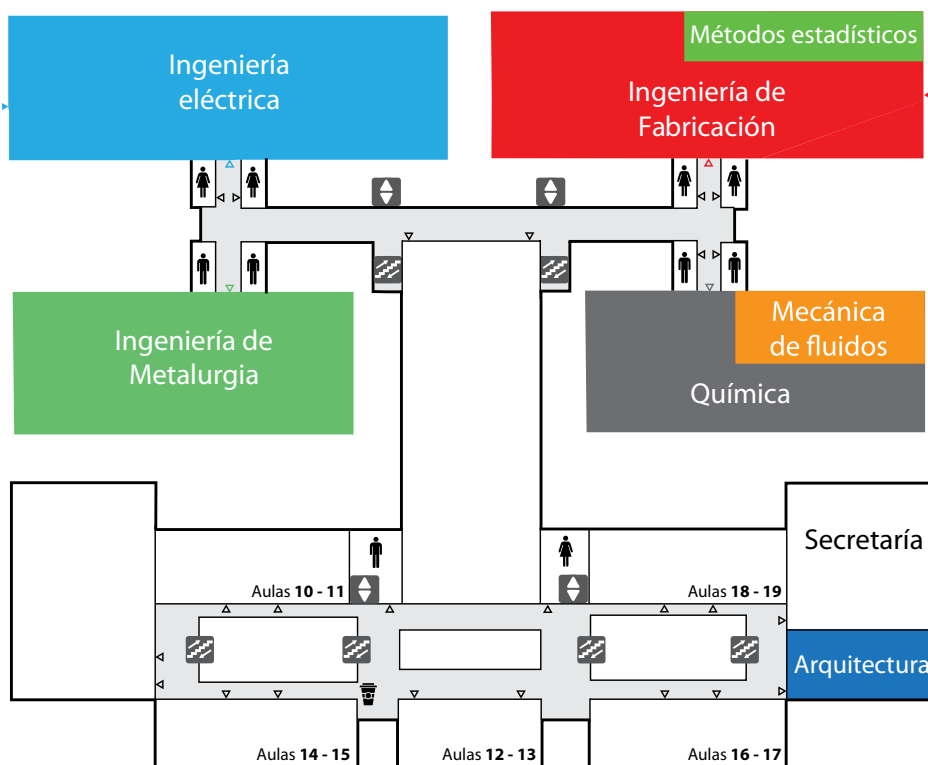 Ingeniería
eléctrica
Métodos estadísticos
Ingeniería de
Fabricación
Ingeniería de
Metalurgia
Mecánica
de fluidos
Química
Secretaría
Aulas 10 - 11
Aulas 18 - 19
Arquitectura
Aulas 14 - 15
Aulas 12 - 13
Aulas 16 - 17